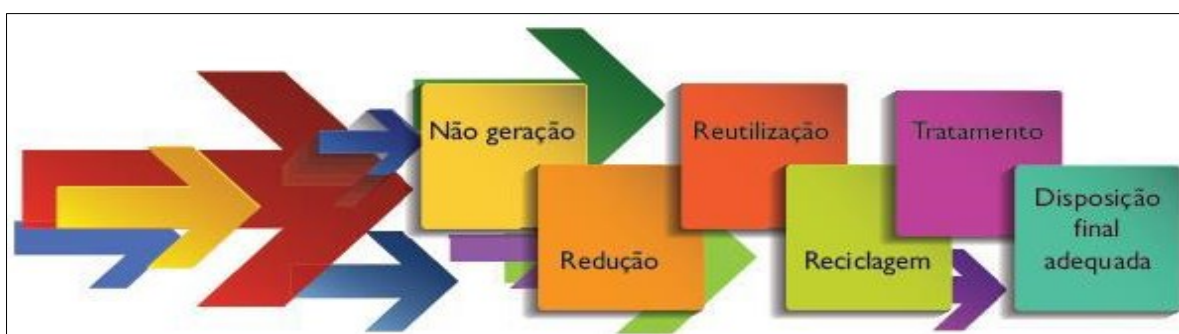 Não geração
Redução
Reutilização
Reciclagem
Tratamento
Disposição
final
adequada